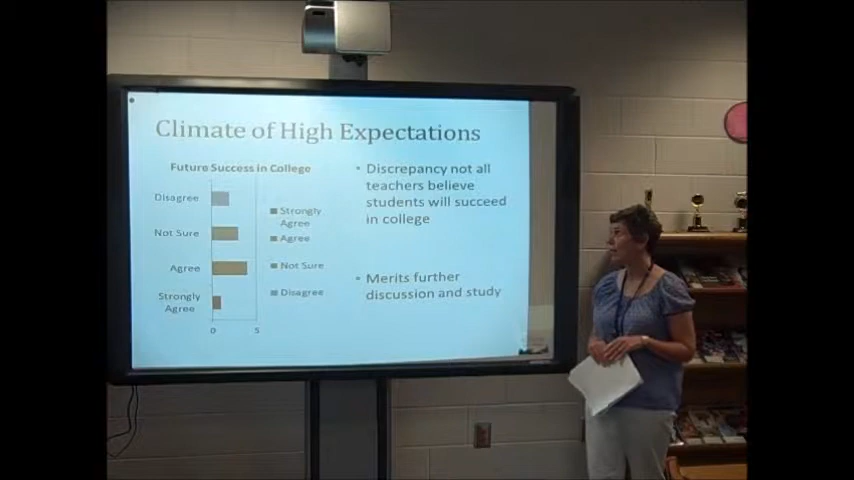 Climate of High Expectations
Future Success in College
Disagree
Not Sure
Agree
Strongly
Agree
0
5
Strongly
Agree
Agree
Not Sure
Disagree
• Discrepancy not all
teachers believe
students will succeed
in college
• Merits further
discussion and study